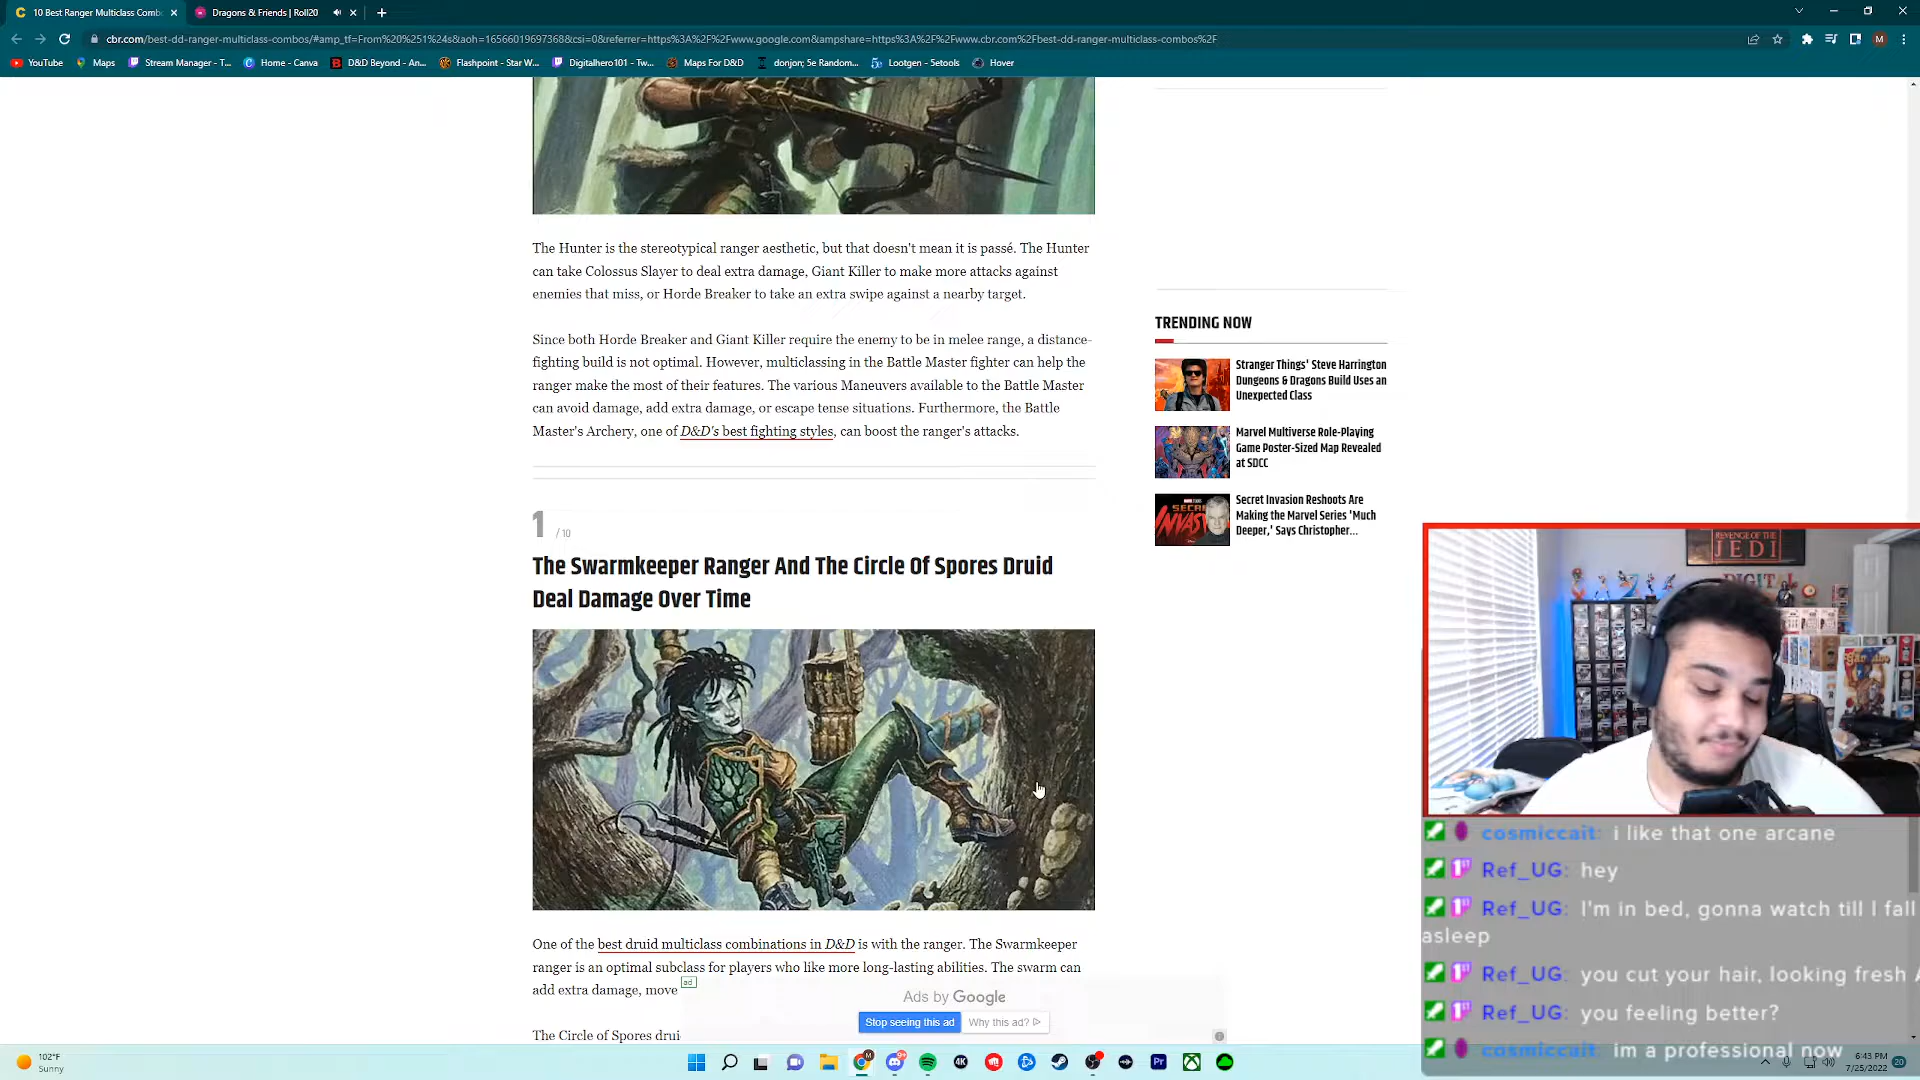 10 Best Ranger Multiclass Comb
Dragons & Friends | Roll20
cbr.com/best-dd-ranger-multiclass-combos/#amp_tf=From%20%251%24s&aoh=16566019697368&csi=0&referrer=https%3A%2F%2Fwww.google.com&ampshare=https%3A%2F%2Fwww.cbr.com%2Fbest-dd-ranger-multiclass-combos%2F
YouTube Maps Stream Manager - T... Home - Canva D&D Beyond - An... Flashpoint - Star W... Digitalhero101 - Tw... Maps For D&D donjon; 5e Random... Lootgen - 5etools Hover
The Hunter is the stereotypical ranger aesthetic, but that doesn't mean it is passé. The Hunter
can take Colossus Slayer to deal extra damage, Giant Killer to make more attacks against
enemies that miss, or Horde Breaker to take an extra swipe against a nearby target.
Since both Horde Breaker and Giant Killer require the enemy to be in melee range, a distance-
fighting build is not optimal. However, multiclassing in the Battle Master fighter can help the
ranger make the most of their features. The various Maneuvers available to the Battle Master
can avoid damage, add extra damage, or escape tense situations. Furthermore, the Battle
Master's Archery, one of D&D's best fighting styles, can boost the ranger's attacks.
1 / 10
The Swarmkeeper Ranger And The Circle Of Spores Druid
Deal Damage Over Time
One of the best druid multiclass combinations in D&D is with the ranger. The Swarmkeeper
ranger is an optimal subclass for players who like more long-lasting abilities. The swarm can
add extra damage, move
ad
The Circle of Spores drui
Ads by Google
Stop seeing this ad
Why this ad?
TRENDING NOW
Stranger Things' Steve Harrington
Dungeons & Dragons Build Uses an
Unexpected Class
Marvel Multiverse Role-Playing
Game Poster-Sized Map Revealed
at SDCC
Secret Invasion Reshoots Are
Making the Marvel Series 'Much
Deeper,' Says Christopher...
REVENGE OF THE
JEDI
DIGIT L
cosmiccait: i like that one arcane
Ref_UG: hey
Ref_UG: I'm in bed, gonna watch till I fall
asleep
Ref_UG: you cut your hair, looking fresh A
Ref_UG: you feeling better?
cosmiccait: im a professional now
102°F
Sunny
4K
Pr
6:43 PM
7/25/2022
20